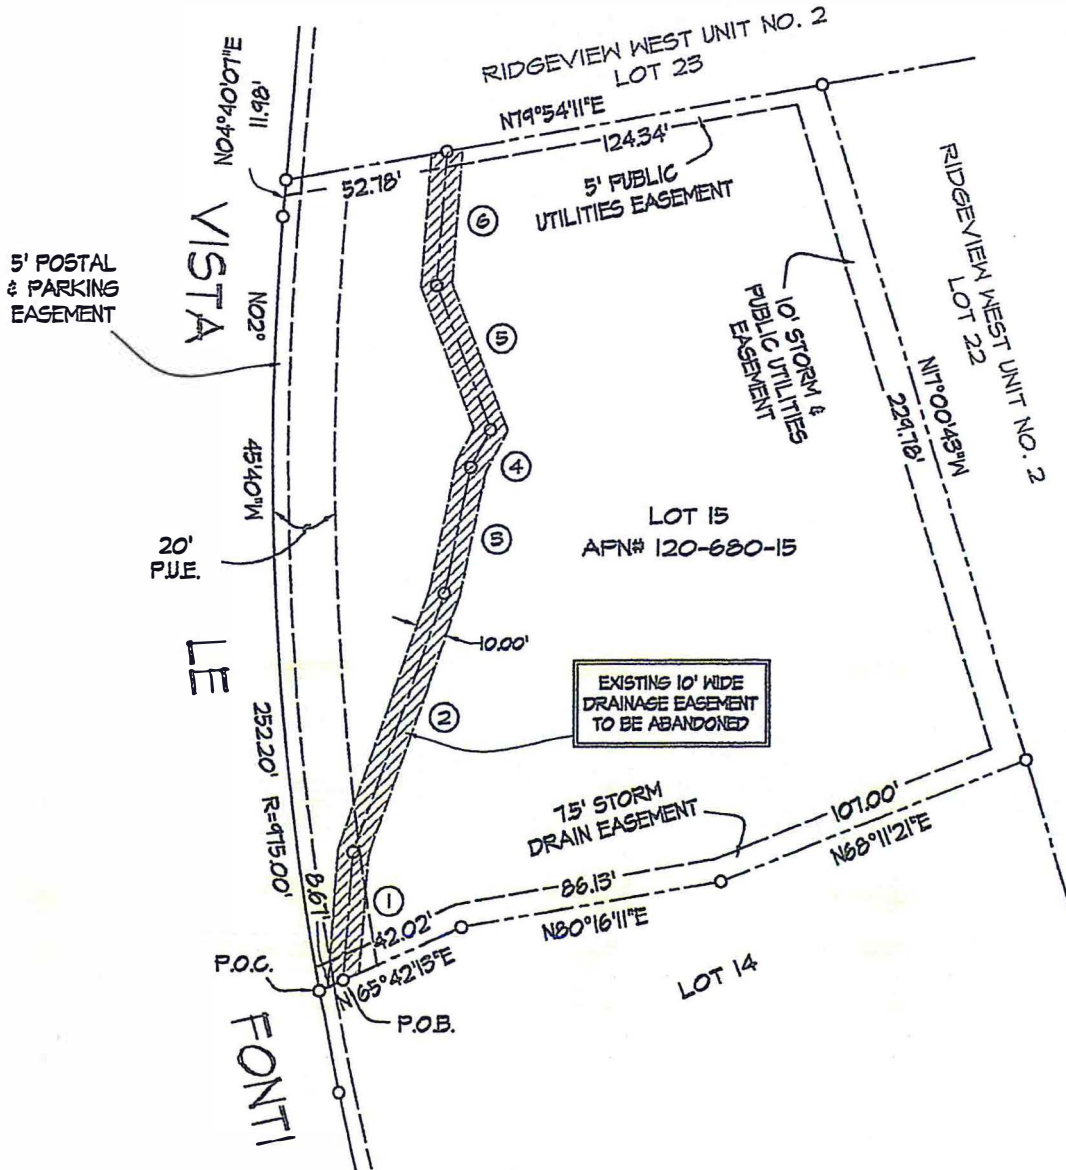 RIDGEVIEW WEST UNIT NO. 2
LOT 23
N04°40'07"E
11.98'
N79°54'11"E
124.34'
52.78'
5' PUBLIC
UTILITIES EASEMENT
VISTA
6
5' POSTAL
& PARKING
EASEMENT
N02°
45'40"W
5
10' STORM &
PUBLIC UTILITIES
EASEMENT
RIDGEVIEW WEST UNIT NO. 2
LOT 22
N17°00'48"W
229.78'
4
LOT 15
APN# 120-680-15
20'
P.U.E.
10.00'
LE
EXISTING 10' WIDE
DRAINAGE EASEMENT
TO BE ABANDONED
2
252.20' R=975.00'
7.5' STORM
DRAIN EASEMENT
107.00'
N68°11'21"E
86.13'
N80°16'11"E
8.67'
1
42.02'
N65°42'13"E
P.O.C.
P.O.B.
LOT 14
FONTI